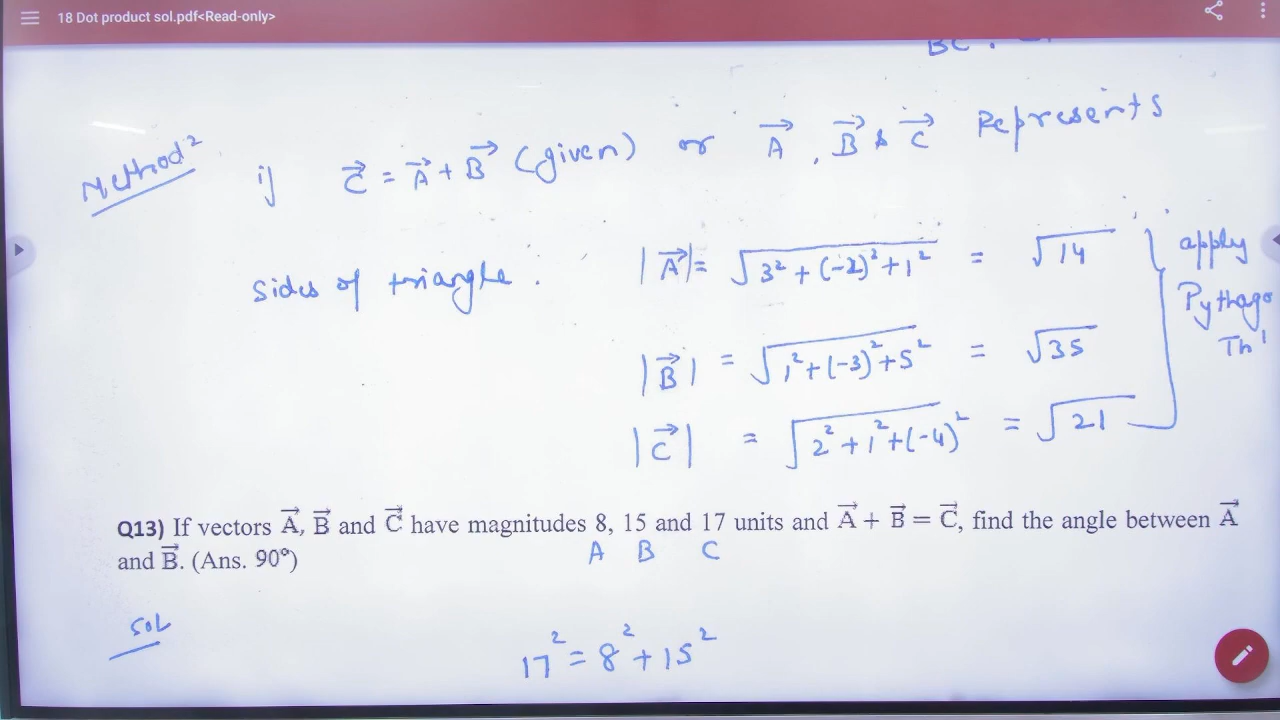 18 Dot product sol.pdf<Read-only>
Method 2 if C⃗ = A⃗ + B⃗ (given) or A⃗, B⃗ & C⃗ Represents
sides of triangle.
|A⃗| = √3² + (-2)² + 1² = √14 apply
Pythago
Th'
|B⃗| = √1² + (-3)² + 5² = √35
|C⃗| = √2² + 1² + (-4)² = √21
Q13) If vectors A⃗, B⃗ and C⃗ have magnitudes 8, 15 and 17 units and A⃗ + B⃗ = C⃗, find the angle between A⃗
and B⃗. (Ans. 90°)
A B C
Sol
17² = 8² + 15²